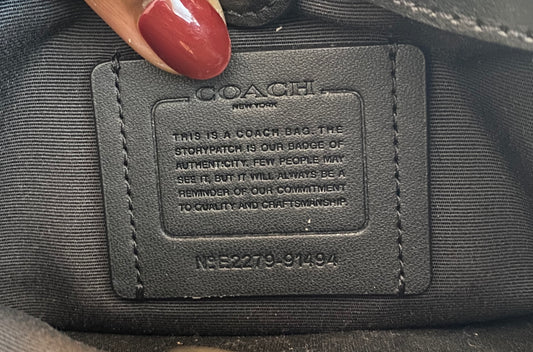 COACH
NEW YORK
THIS IS A COACH BAG. THE
STORYPATCH IS OUR BADGE OF
AUTHENTICITY. FEW PEOPLE MAY
SEE IT, BUT IT WILL ALWAYS BE A
REMINDER OF OUR COMMITMENT
TO QUALITY AND CRAFTSMANSHIP.
Nº E2279-91494